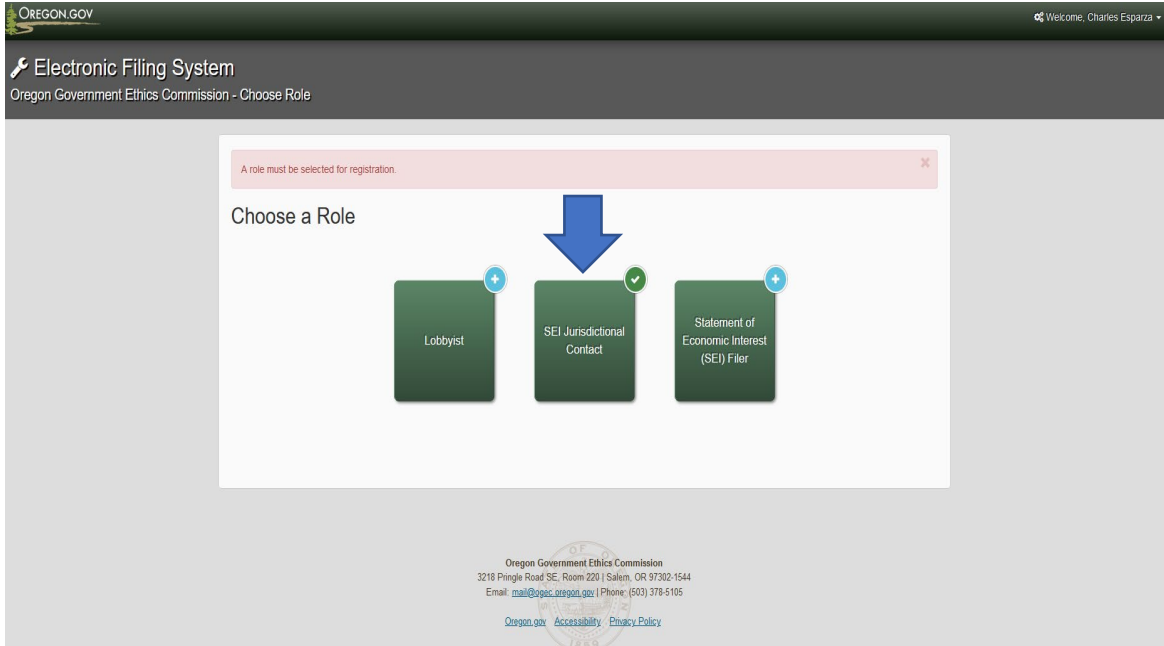 OREGON.GOV
Welcome, Charles Esparza
Electronic Filing System
Oregon Government Ethics Commission - Choose Role
A role must be selected for registration.
Choose a Role
Lobbyist
SEI Jurisdictional
Contact
Statement of
Economic Interest
(SEI) Filer
Oregon Government Ethics Commission
3218 Pringle Road SE, Room 220 | Salem, OR 97302-1544
Email: mail@ogec.oregon.gov | Phone: (503) 378-5105
Oregon.gov Accessibility Privacy Policy